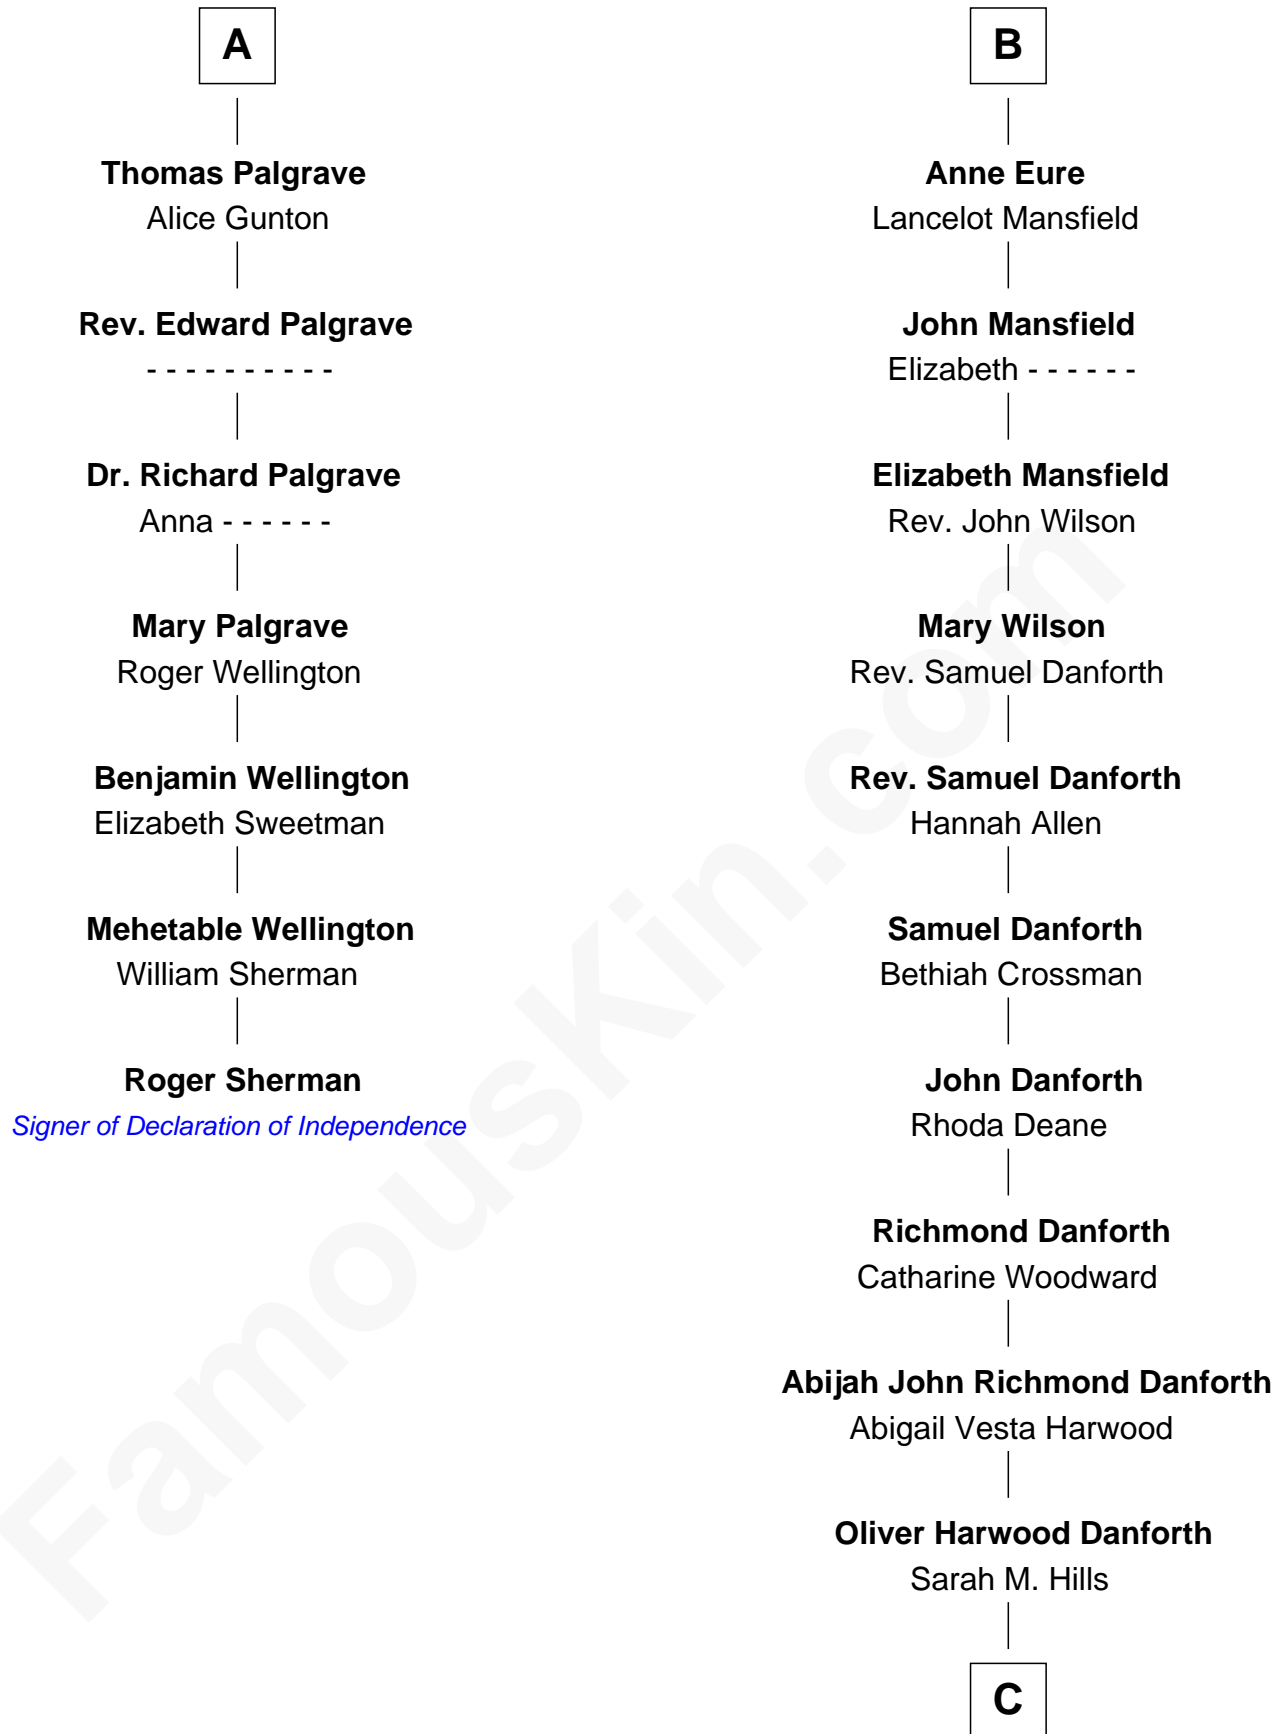 A
Thomas Palgrave
Alice Gunton
Rev. Edward Palgrave
- - - - - - - - - -
Dr. Richard Palgrave
Anna - - - - - -
Mary Palgrave
Roger Wellington
Benjamin Wellington
Elizabeth Sweetman
Mehetable Wellington
William Sherman
Roger Sherman
Signer of Declaration of Independence
B
Anne Eure
Lancelot Mansfield
John Mansfield
Elizabeth - - - - - -
Elizabeth Mansfield
Rev. John Wilson
Mary Wilson
Rev. Samuel Danforth
Rev. Samuel Danforth
Hannah Allen
Samuel Danforth
Bethiah Crossman
John Danforth
Rhoda Deane
Richmond Danforth
Catharine Woodward
Abijah John Richmond Danforth
Abigail Vesta Harwood
Oliver Harwood Danforth
Sarah M. Hills
C
FamousKin.com